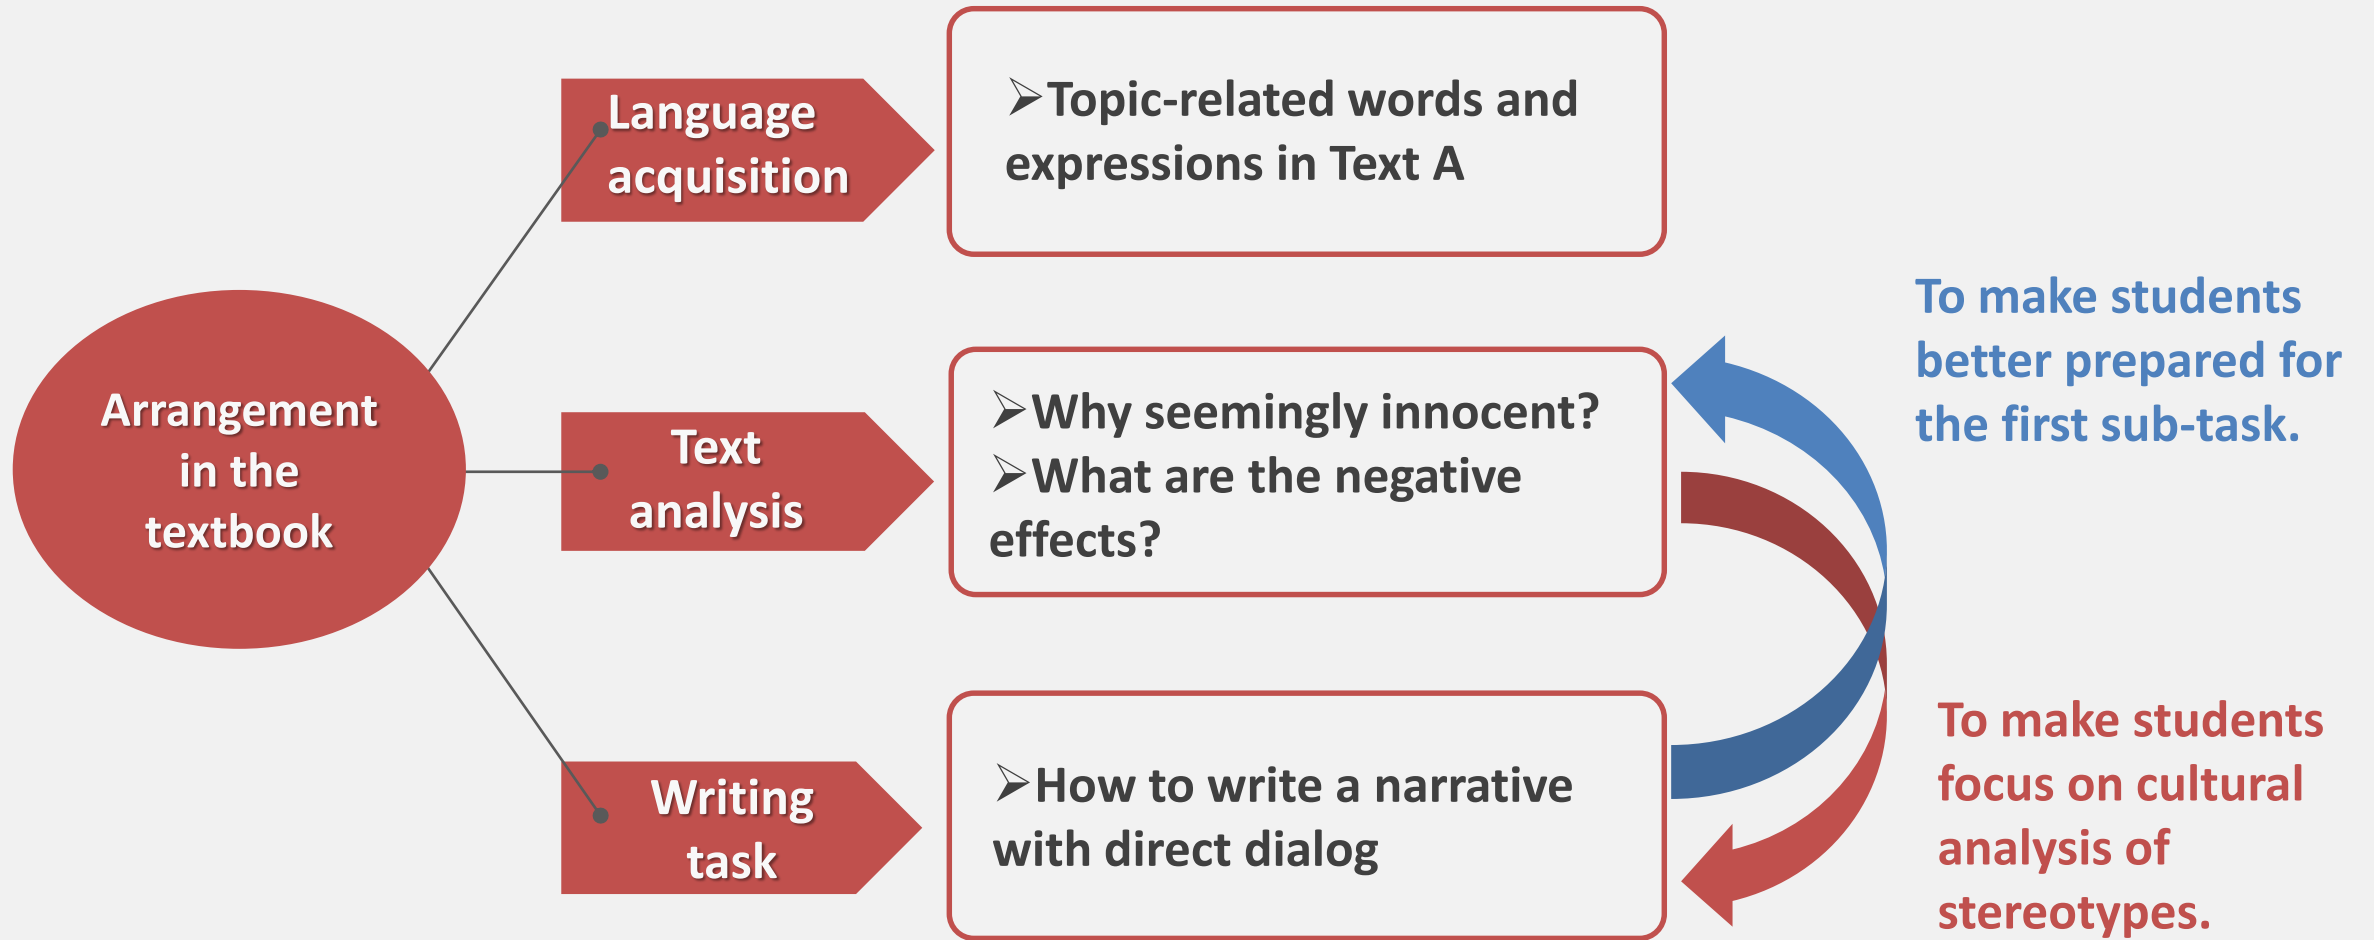 Arrangement
in the
textbook
Language
acquisition
➢Topic-related words and
expressions in Text A
Text
analysis
➢Why seemingly innocent?
➢What are the negative
effects?
Writing
task
➢How to write a narrative
with direct dialog
To make students
better prepared for
the first sub-task.
To make students
focus on cultural
analysis of
stereotypes.